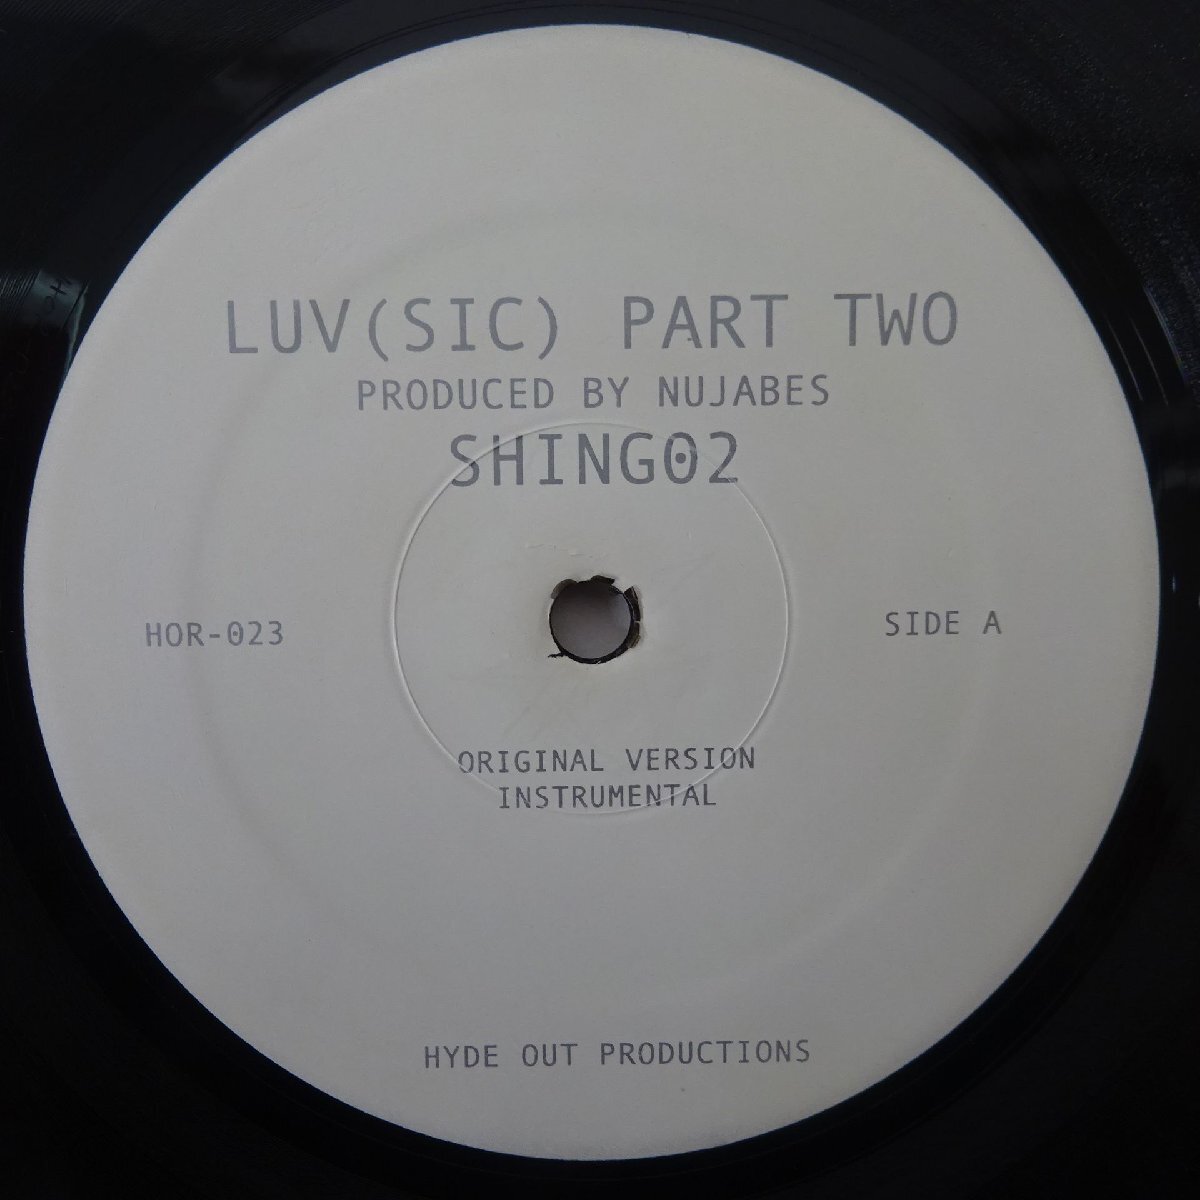 LUV(SIC) PART TWO
PRODUCED BY NUJABES
SHING02
HOR-023
SIDE A
ORIGINAL VERSION
INSTRUMENTAL
HYDE OUT PRODUCTIONS